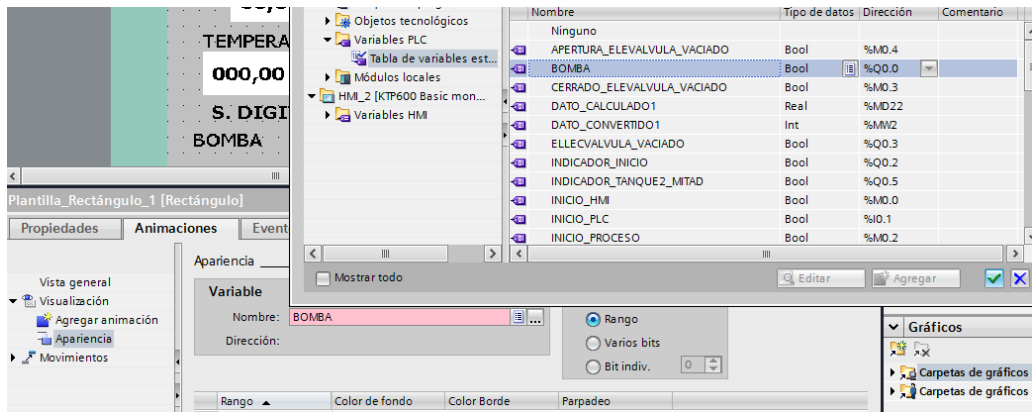 TEMPERA
000,00
S. DIGI
BOMBA
Plantilla_Rectángulo_1 [Rectángulo]
Propiedades Animaciones Event
Vista general
Visualización
Agregar animación
Apariencia
Movimientos
Apariencia
Variable
Nombre: BOMBA ...
Dirección:
Rango
Varios bits
Bit indiv. 0
Rango Color de fondo Color Borde Parpadeo
Objetos tecnológicos
Variables PLC
Tabla de variables est...
Módulos locales
HMI_2 [KTP600 Basic mon...
Variables HMI
Nombre Tipo de datos Dirección Comentario
Ninguno
APERTURA_ELEVALVULA_VACIADO Bool %M0.4
BOMBA Bool %Q0.0
CERRADO_ELEVALVULA_VACIADO Bool %M0.3
DATO_CALCULADO1 Real %MD22
DATO_CONVERTIDO1 Int %MW2
ELLECVALVULA_VACIADO Bool %Q0.3
INDICADOR_INICIO Bool %Q0.2
INDICADOR_TANQUE2_MITAD Bool %Q0.5
INICIO_HMI Bool %M0.0
INICIO_PLC Bool %I0.1
INICIO_PROCESO Bool %M0.2
Mostrar todo
Editar Agregar
Gráficos
Carpetas de gráficos
Carpetas de gráficos